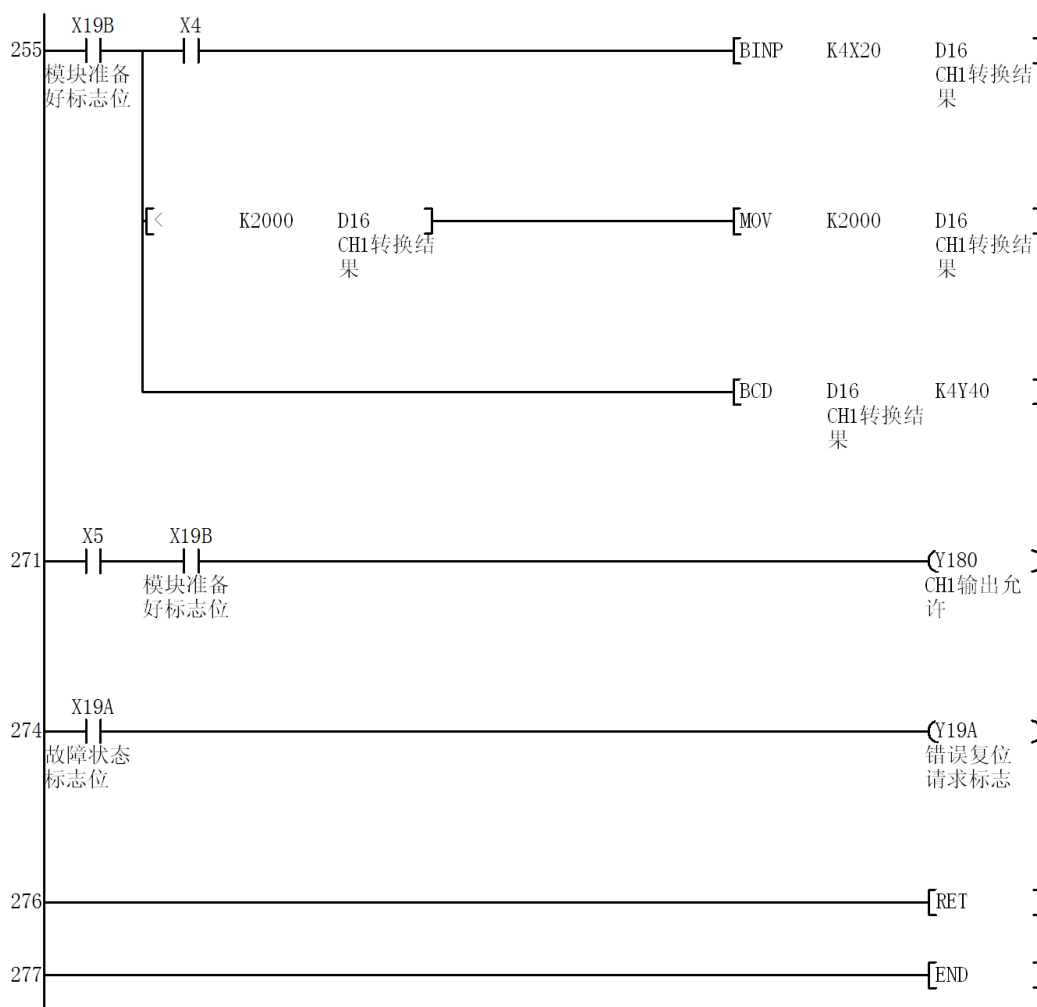 X19B X4
255 [BINP K4X20 D16 ]
模块准备 CH1转换结
好标志位 果
[< K2000 D16 ] [MOV K2000 D16 ]
CH1转换结 CH1转换结
果 果
[BCD D16 K4Y40 ]
CH1转换结
果
X5 X19B
271 (Y180 )
模块准备 CH1输出允
好标志位 许
X19A
274 (Y19A )
故障状态 错误复位
标志位 请求标志
276 [RET ]
277 [END ]